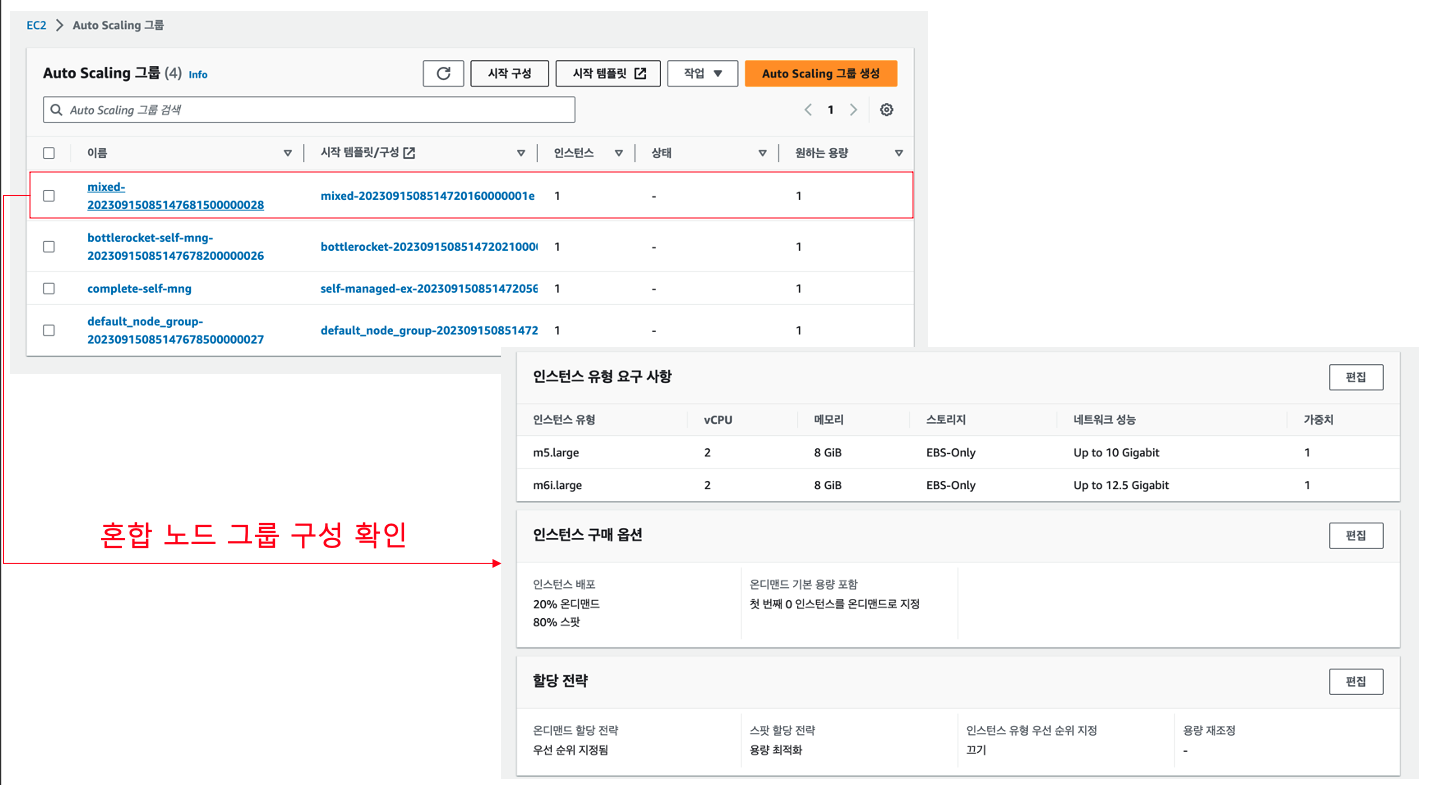 EC2 > Auto Scaling 그룹
Auto Scaling 그룹 (4) Info
시작 구성 시작 템플릿 작업 Auto Scaling 그룹 생성
Auto Scaling 그룹 검색
1
이름 시작 템플릿/구성 인스턴스 상태 원하는 용량
mixed-
20230915085147681500000028 mixed-2023091508514720160000001e 1 - 1
bottlerocket-self-mng-
20230915085147678200000026 bottlerocket-202309150851472021000 1 - 1
complete-self-mng self-managed-ex-202309150851472056 1 - 1
default_node_group-
20230915085147678500000027 default_node_group-202309150851472 1 - 1
인스턴스 유형 요구 사항 편집
인스턴스 유형 vCPU 메모리 스토리지 네트워크 성능 가중치
m5.large 2 8 GiB EBS-Only Up to 10 Gigabit 1
m6i.large 2 8 GiB EBS-Only Up to 12.5 Gigabit 1
혼합 노드 그룹 구성 확인
인스턴스 구매 옵션 편집
인스턴스 배포 온디맨드 기본 용량 포함
20% 온디맨드 첫 번째 0 인스턴스를 온디맨드로 지정
80% 스팟
할당 전략 편집
온디맨드 할당 전략 스팟 할당 전략 인스턴스 유형 우선 순위 지정 용량 재조정
우선 순위 지정됨 용량 최적화 끄기 -